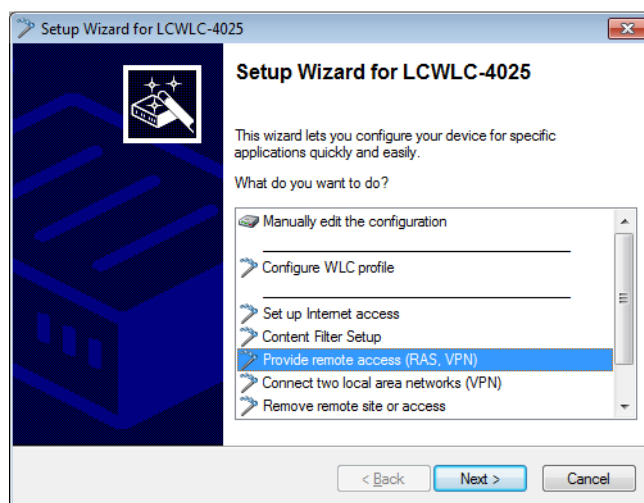 Setup Wizard for LCWLC-4025
Setup Wizard for LCWLC-4025
This wizard lets you configure your device for specific
applications quickly and easily.
What do you want to do?
Manually edit the configuration
Configure WLC profile
Set up Internet access
Content Filter Setup
Provide remote access (RAS, VPN)
Connect two local area networks (VPN)
Remove remote site or access
< Back
Next >
Cancel